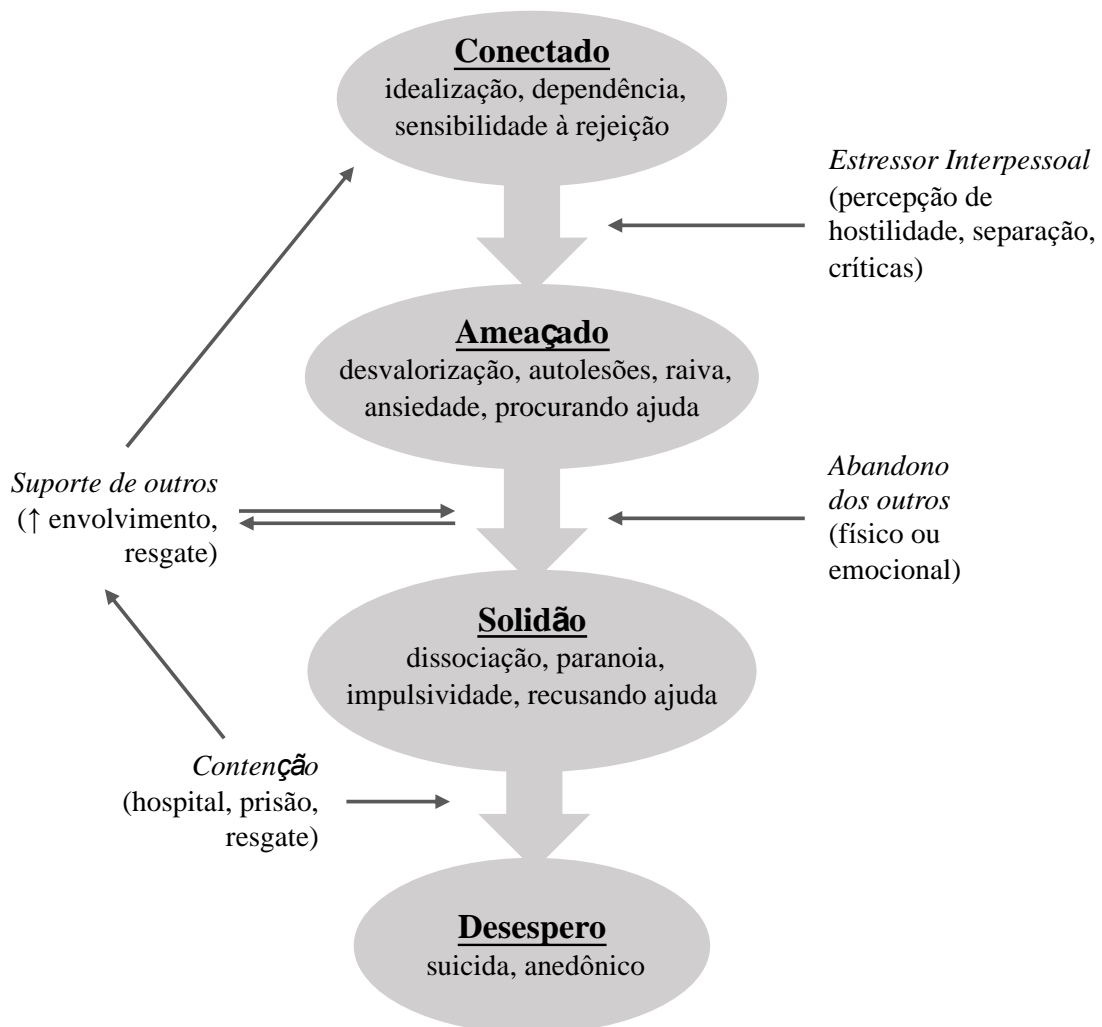 Conectado
idealização, dependência,
sensibilidade à rejeição
Estressor Interpessoal
(percepção de
hostilidade, separação,
críticas)
Ameaçado
desvalorização, autolesões, raiva,
ansiedade, procurando ajuda
Suporte de outros
(↑ envolvimento,
resgate)
Abandono
dos outros
(físico ou
emocional)
Solidão
dissociação, paranoia,
impulsividade, recusando ajuda
Contenção
(hospital, prisão,
resgate)
Desespero
suicida, anedônico